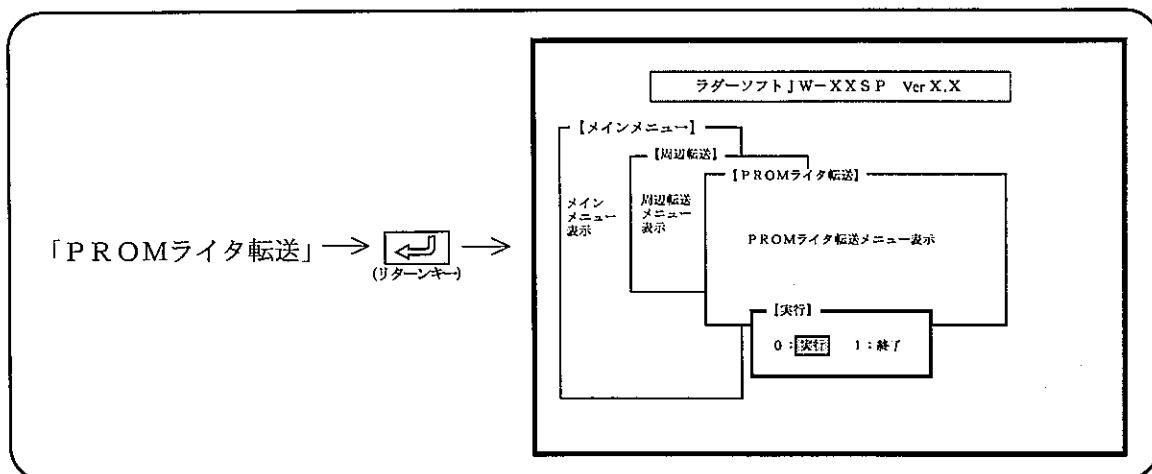 ラダーソフトJW-XXSP Ver X.X
【メインメニュー】
【周辺転送】
【PROMライタ転送】
メイン
メニュー
表示
周辺転送
メニュー
表示
PROMライタ転送メニュー表示
「PROMライタ転送」
(リターンキー)
【実行】
0:実行 1:終了